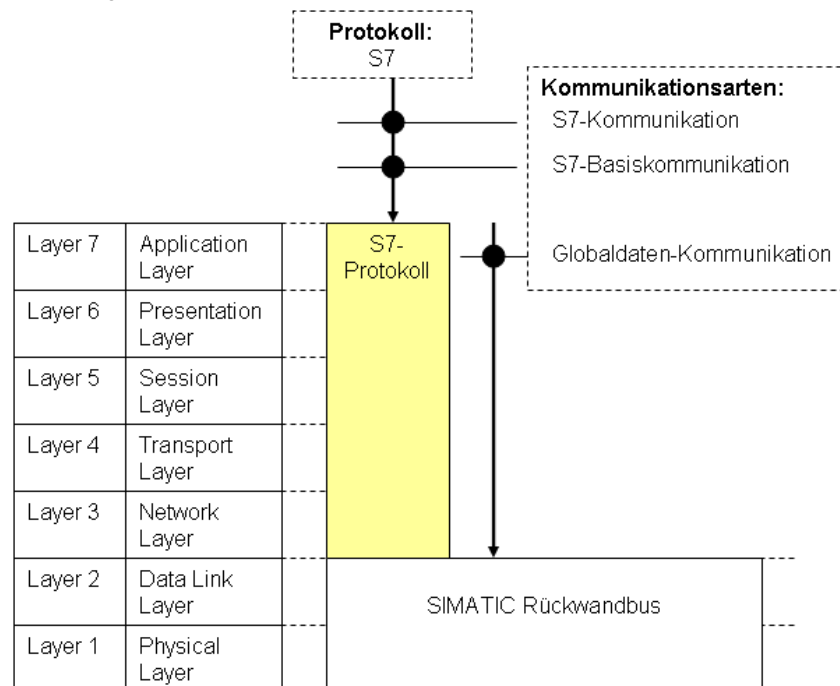 Protokoll:
S7
Kommunikationsarten:
S7-Kommunikation
S7-Basiskommunikation
Globaldaten-Kommunikation
Layer 7
Application
Layer
S7-
Protokoll
Layer 6
Presentation
Layer
Layer 5
Session
Layer
Layer 4
Transport
Layer
Layer 3
Network
Layer
Layer 2
Data Link
Layer
SIMATIC Rückwandbus
Layer 1
Physical
Layer